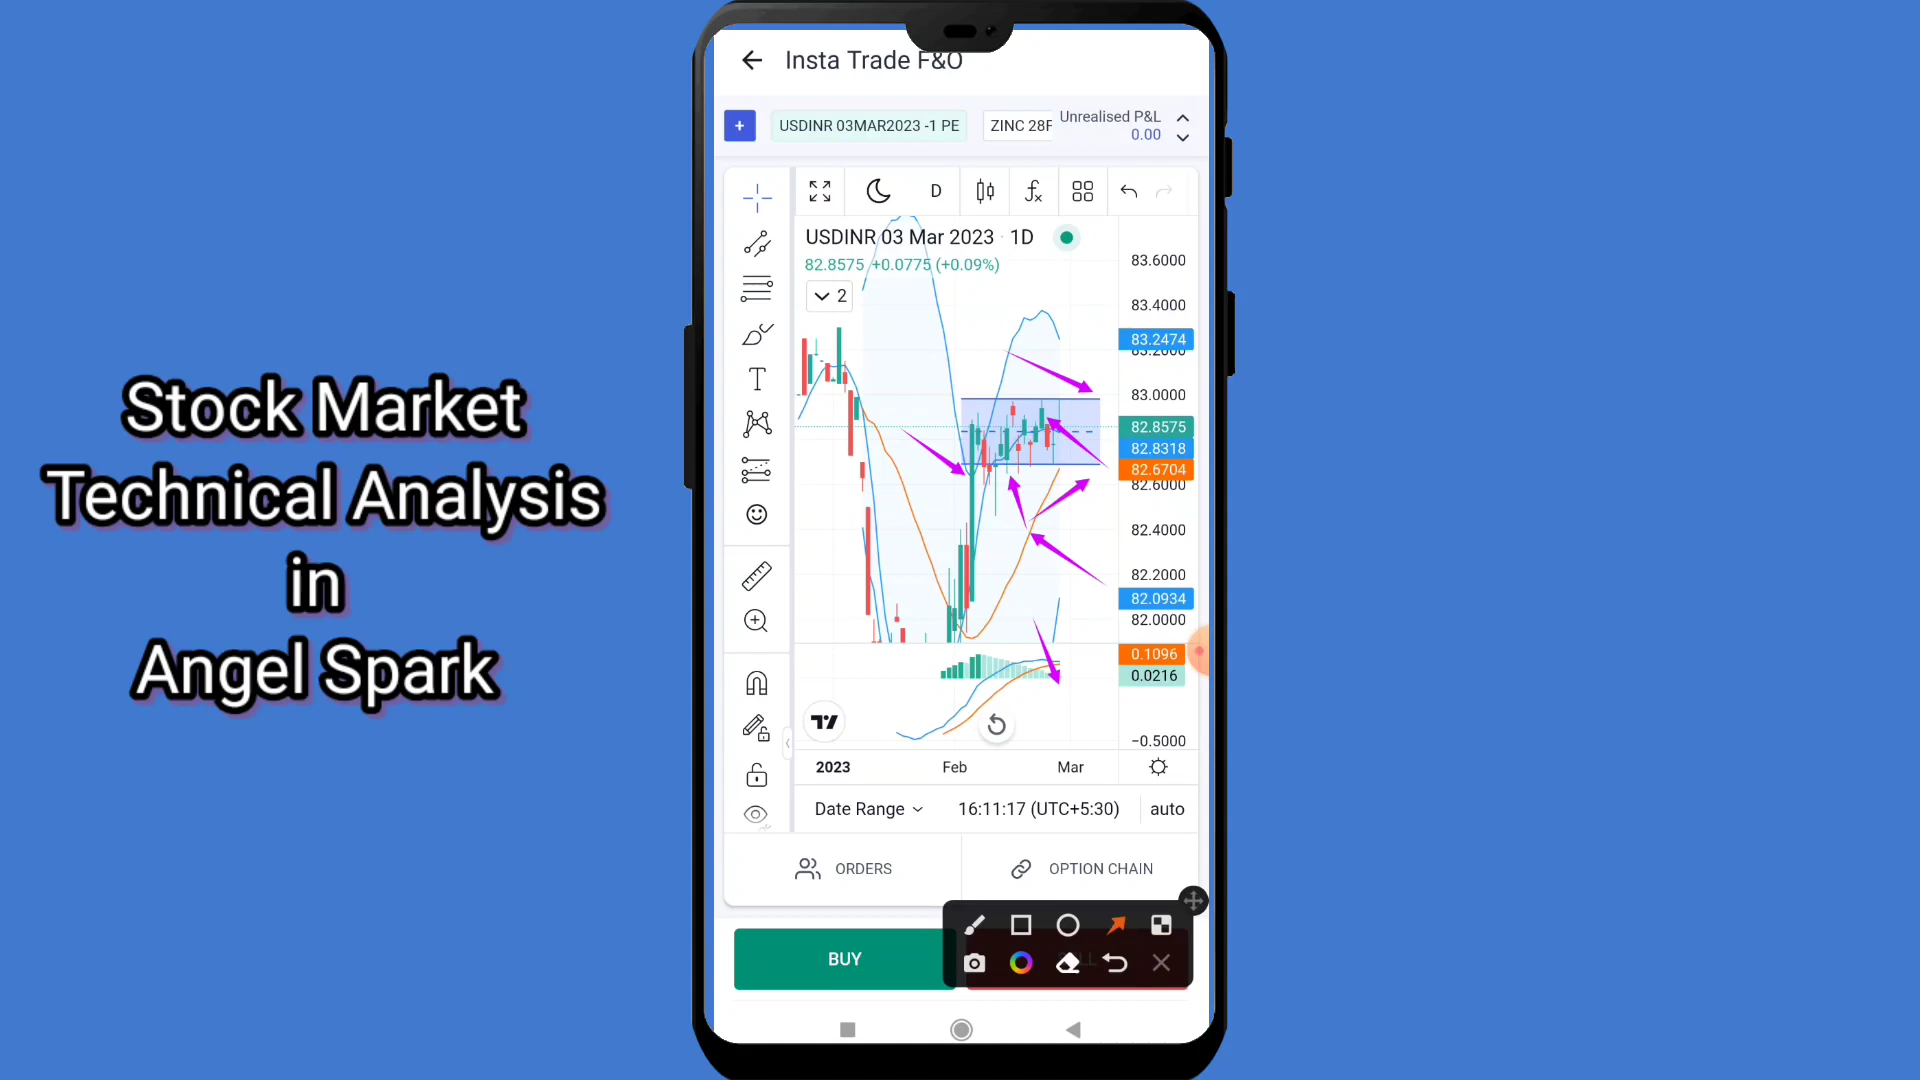 Stock Market
Technical Analysis
in
Angel Spark
Insta Trade F&O
+
USDINR 03MAR2023 -1 PE
ZINC 28F
Unrealised P&L
0.00
D
USDINR 03 Mar 2023 · 1D
82.8575 +0.0775 (+0.09%)
2
83.6000
83.4000
83.2474
83.2000
83.0000
82.8575
82.8318
82.6704
82.6000
82.4000
82.2000
82.0934
82.0000
0.1096
0.0216
−0.5000
2023 Feb Mar
Date Range 16:11:17 (UTC+5:30) auto
ORDERS OPTION CHAIN
BUY